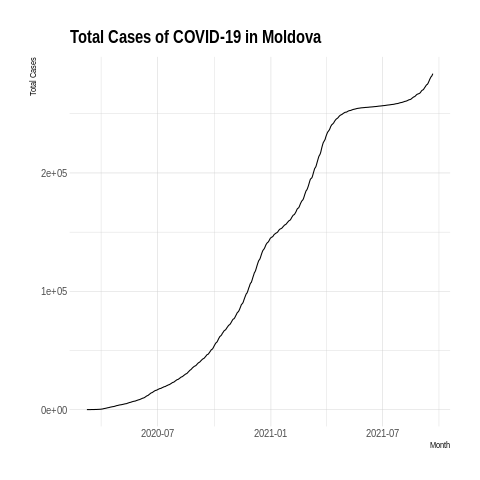 Total Cases of COVID-19 in Moldova
Total Cases
2e+05
1e+05
0e+00
2020-07 2021-01 2021-07
Month